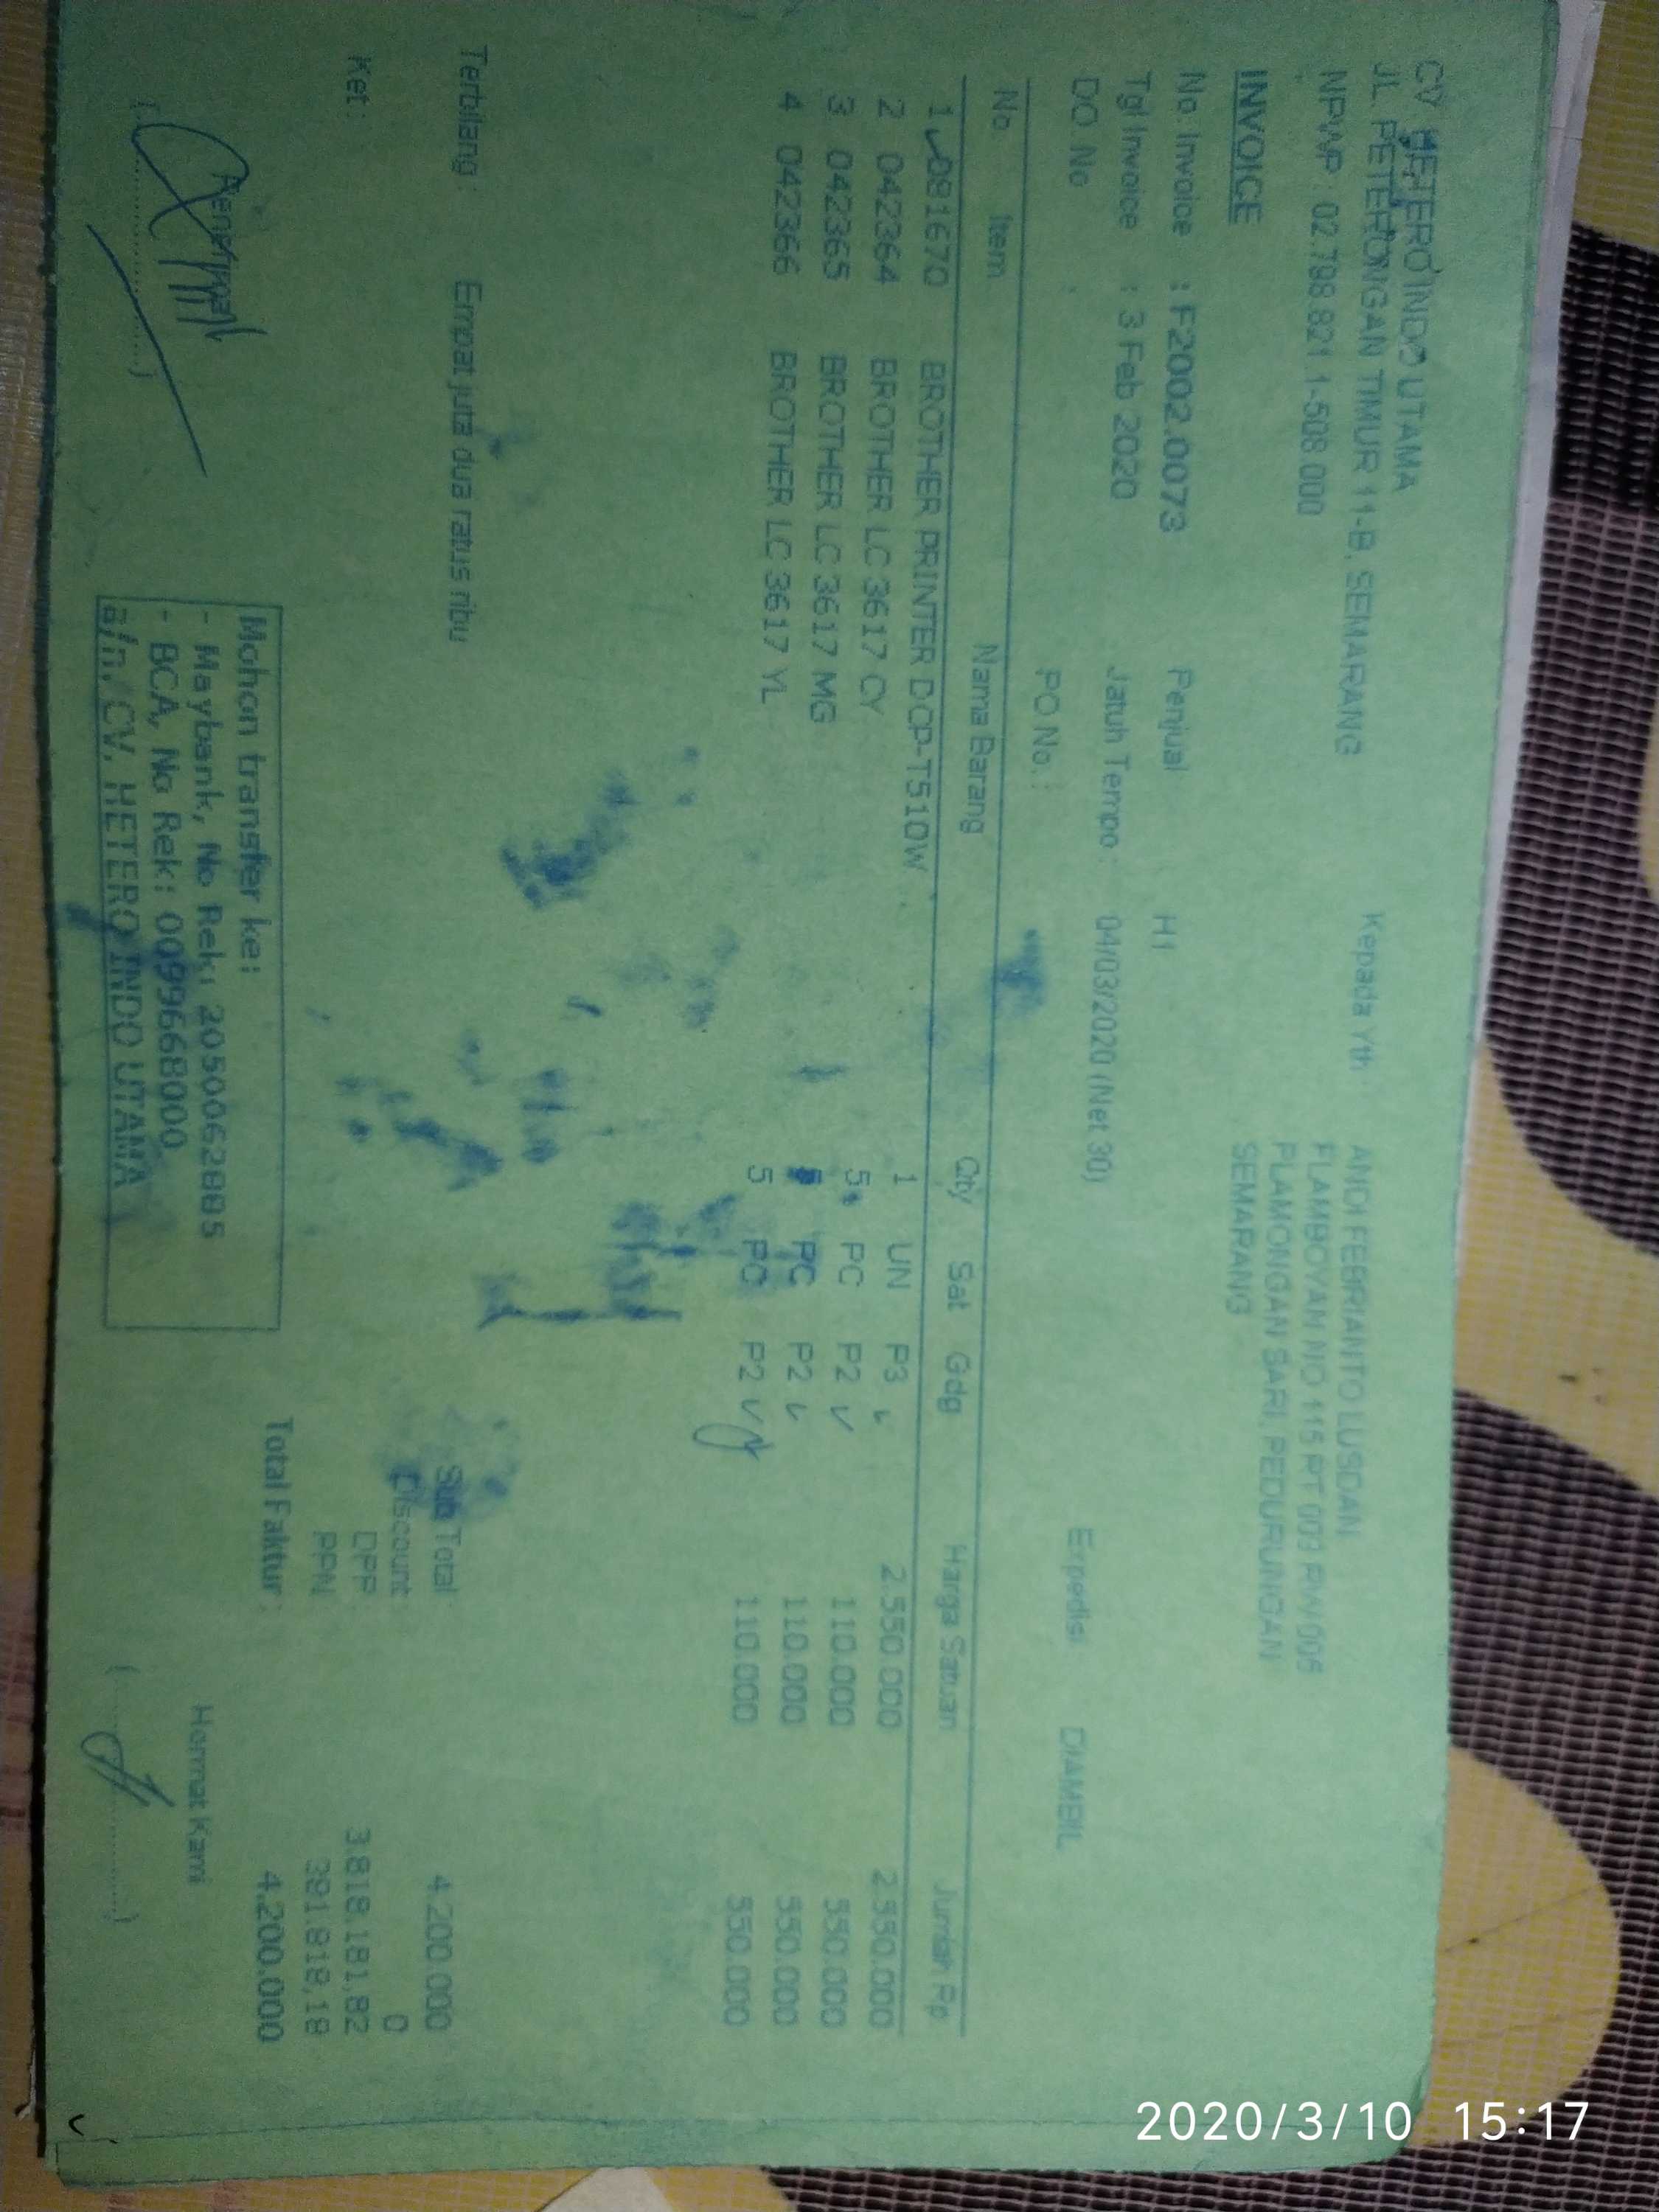 CV HETERO INDO UTAMA
JL. PETERONGAN TIMUR 11-B, SEMARANG
NPWP : 02.798.821.1-508.000
Kepada Yth : ANDI FEBRIANTO LUSDAN
FLAMBOYAN NO 115 RT 003 RW 006
PLAMONGAN SARI, PEDURUNGAN
SEMARANG
INVOICE
No. Invoice : F2002.0073 Penjual HI
Tgl Invoice : 3 Feb 2020 Jatuh Tempo : 04/03/2020 (Net 30) Expedisi DIAMBIL
DO. No : PO No. :
No. Item Nama Barang Qty Sat Gdg Harga Satuan Jumlah Rp.
1 081670 BROTHER PRINTER DCP-T510W 1 UN P3 2.550.000 2.550.000
2 042364 BROTHER LC 3617 CY 5 PC P2 110.000 550.000
3 042365 BROTHER LC 3617 MG 5 PC P2 110.000 550.000
4 042366 BROTHER LC 3617 YL 5 PC P2 110.000 550.000
Terbilang : Empat juta dua ratus ribu
Sub Total 4.200.000
Discount 0
Ket :
DPP 3.818.181,82
PPN 381.818,18
Total Faktur : 4.200.000
Mohon transfer ke:
- Maybank, No Rek: 2050062885
- BCA, No Rek: 0099668000
a/n. CV. HETERO INDO UTAMA
Penerima
(..............)
Hormat Kami
(..............)
2020/3/10 15:17